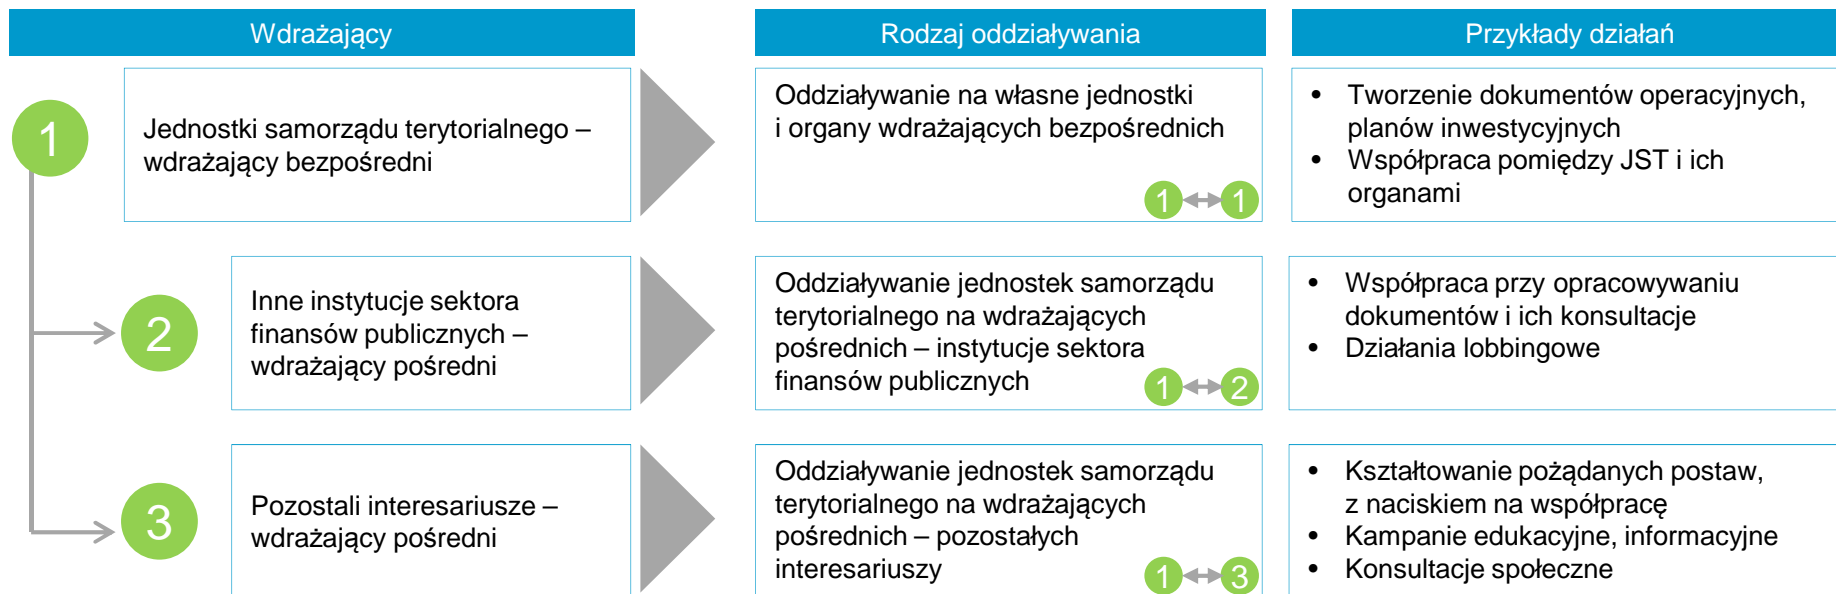 Wdrażający
Rodzaj oddziaływania
Przykłady działań
1
Jednostki samorządu terytorialnego –
wdrażający bezpośredni
Oddziaływanie na własne jednostki
i organy wdrażających bezpośrednich
1
1
• Tworzenie dokumentów operacyjnych,
planów inwestycyjnych
• Współpraca pomiędzy JST i ich
organami
2
Inne instytucje sektora
finansów publicznych –
wdrażający pośredni
Oddziaływanie jednostek samorządu
terytorialnego na wdrażających
pośrednich – instytucje sektora
finansów publicznych
1
2
• Współpraca przy opracowywaniu
dokumentów i ich konsultacje
• Działania lobbingowe
3
Pozostali interesariusze –
wdrażający pośredni
Oddziaływanie jednostek samorządu
terytorialnego na wdrażających
pośrednich – pozostałych
interesariuszy
1
3
• Kształtowanie pożądanych postaw,
z naciskiem na współpracę
• Kampanie edukacyjne, informacyjne
• Konsultacje społeczne